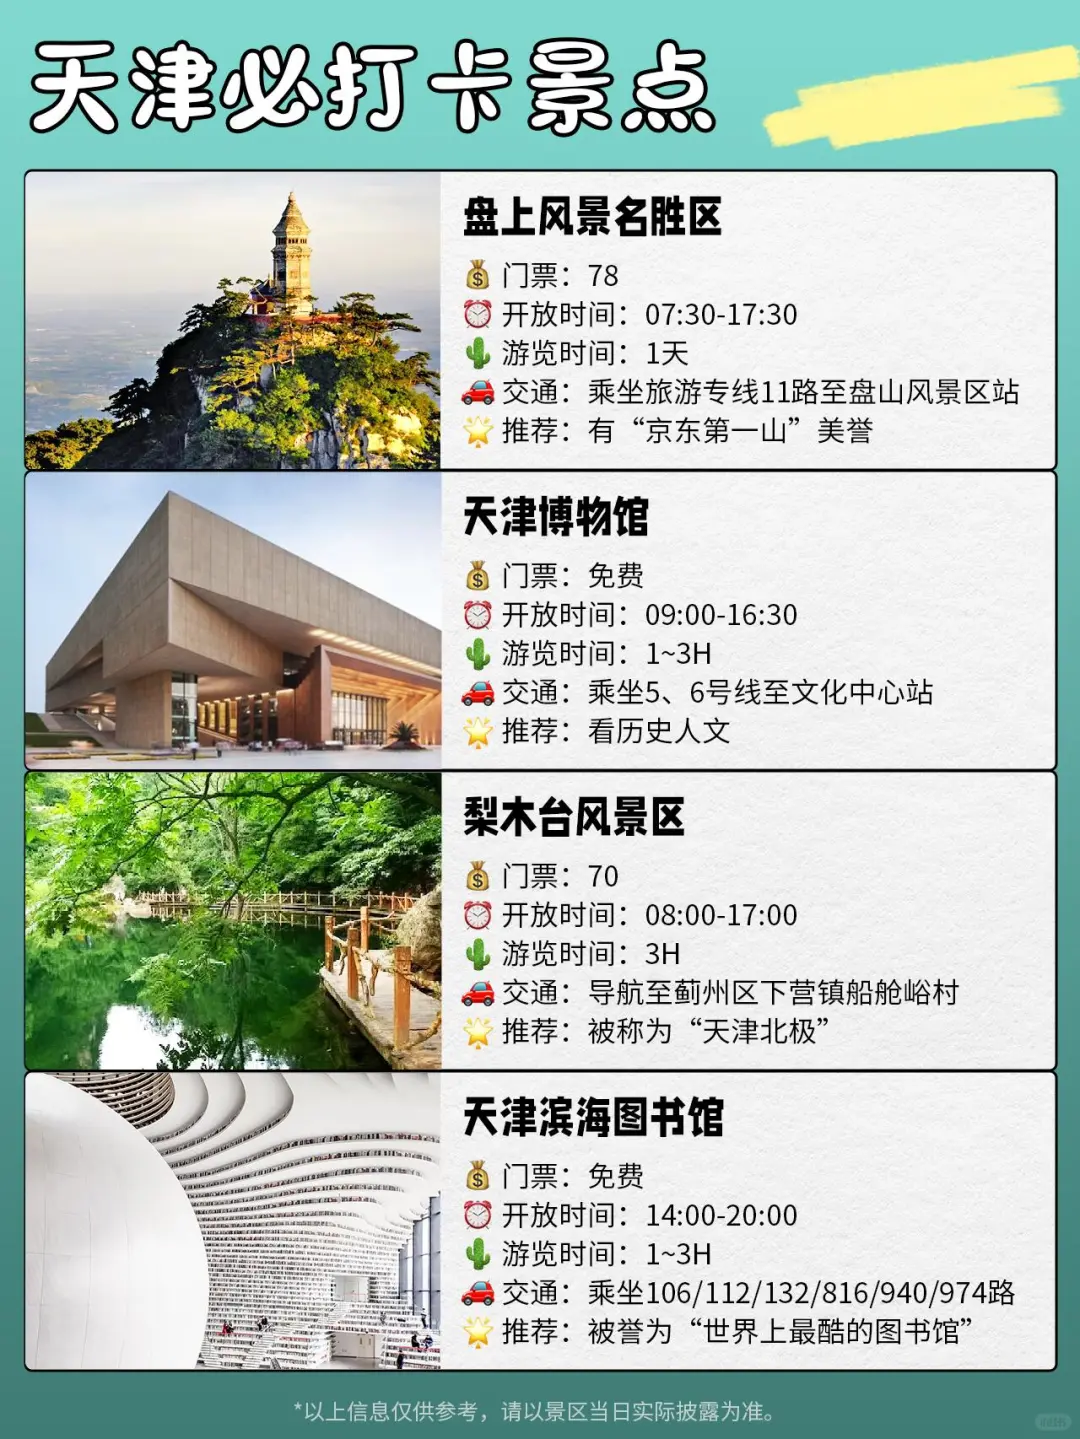 天津必打卡景点
盘上风景名胜区
门票：78
开放时间：07:30-17:30
游览时间：1天
交通：乘坐旅游专线11路至盘山风景区站
推荐：有“京东第一山”美誉
天津博物馆
门票：免费
开放时间：09:00-16:30
游览时间：1~3H
交通：乘坐5、6号线至文化中心站
推荐：看历史人文
梨木台风景区
门票：70
开放时间：08:00-17:00
游览时间：3H
交通：导航至蓟州区下营镇船舱峪村
推荐：被称为“天津北极”
天津滨海图书馆
门票：免费
开放时间：14:00-20:00
游览时间：1~3H
交通：乘坐106/112/132/816/940/974路
推荐：被誉为“世界上最酷的图书馆”
*以上信息仅供参考，请以景区当日实际披露为准。